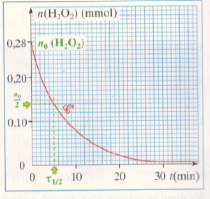 n(H₂O₂) (mmol)
0,28 n₀ (H₂O₂)
0,20
n₀/2
𝒞
0,10
0 10 20 30 t(min)
τ₁/₂